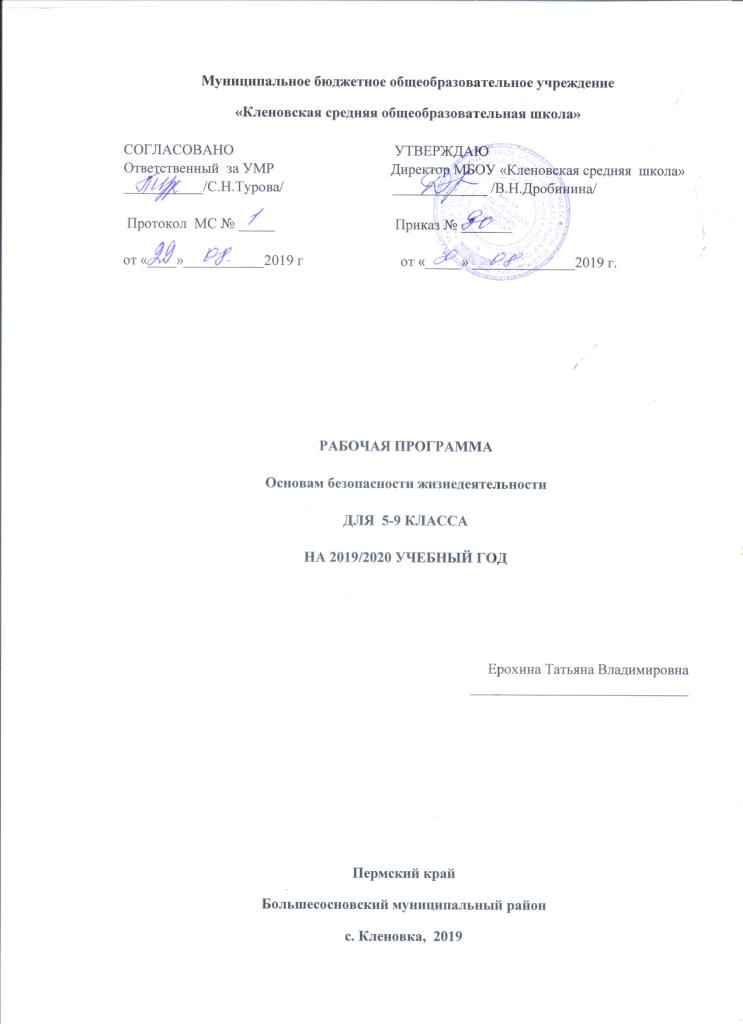 Муниципальное бюджетное общеобразовательное учреждение
«Кленовская средняя общеобразовательная школа»
СОГЛАСОВАНО
Ответственный за УМР
____________/С.Н.Турова/
Протокол МС № 1
от «29» 08. 2019 г
УТВЕРЖДАЮ
Директор МБОУ «Кленовская средняя школа»
____________ /В.Н.Дробинина/
Приказ №
от « » 08. 2019 г.
РАБОЧАЯ ПРОГРАММА
Основам безопасности жизнедеятельности
ДЛЯ 5-9 КЛАССА
НА 2019/2020 УЧЕБНЫЙ ГОД
Ерохина Татьяна Владимировна
Пермский край
Большесосновский муниципальный район
с. Кленовка, 2019